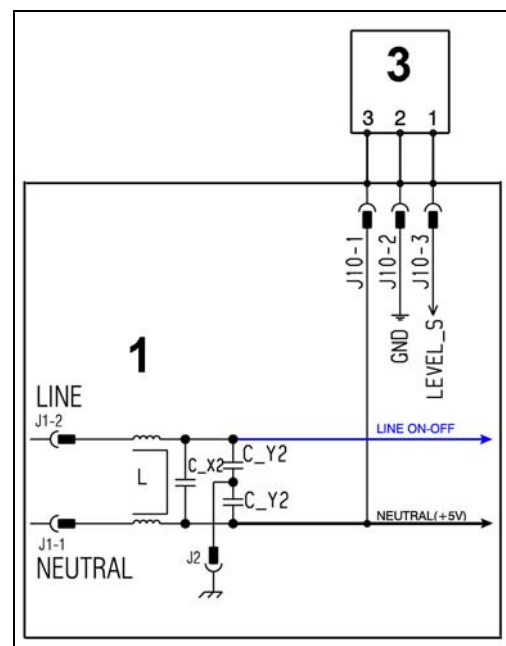 3
3 2 1
J10-1
J10-2
J10-3
GND
LEVEL_S
1
LINE
J1-2
LINE ON-OFF
L
C_X2
C_Y2
C_Y2
NEUTRAL(+5V)
J1-1
NEUTRAL
J2